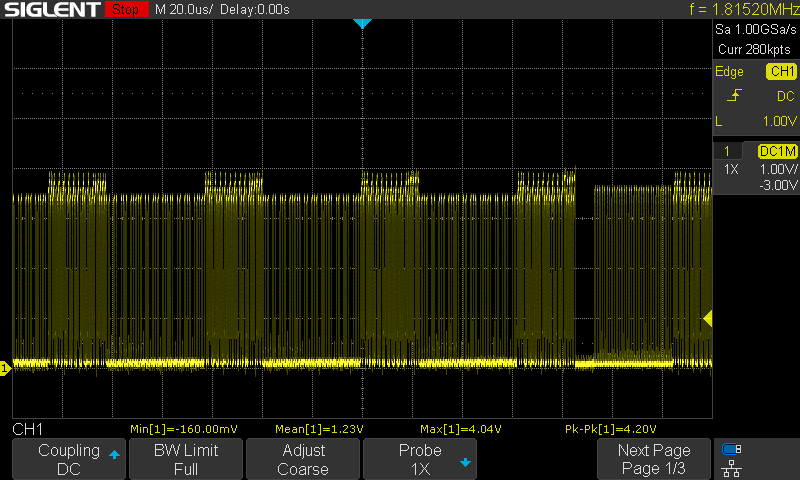 SIGLENT Stop M 20.0us/ Delay:0.00s f = 1.81520MHz
Sa 1.00GSa/s
Curr 280kpts
Edge CH1
DC
L 1.00V
1 DC1M
1X 1.00V/
-3.00V
1
CH1 Min[1]=-160.00mV Mean[1]=1.23V Max[1]=4.04V Pk-Pk[1]=4.20V
Coupling BW Limit Adjust Probe Next Page
DC Full Coarse 1X Page 1/3